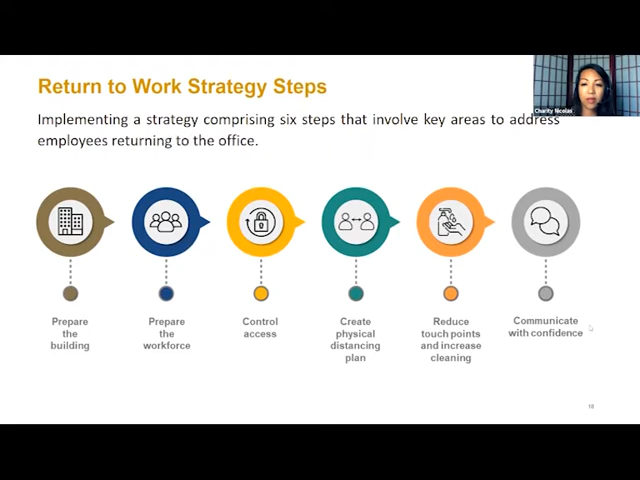 Return to Work Strategy Steps
Charity Nicolas
Implementing a strategy comprising six steps that involve key areas to address
employees returning to the office.
Prepare
the
building
Prepare
the
workforce
Control
access
Create
physical
distancing
plan
Reduce
touch points
and increase
cleaning
Communicate
with confidence
18